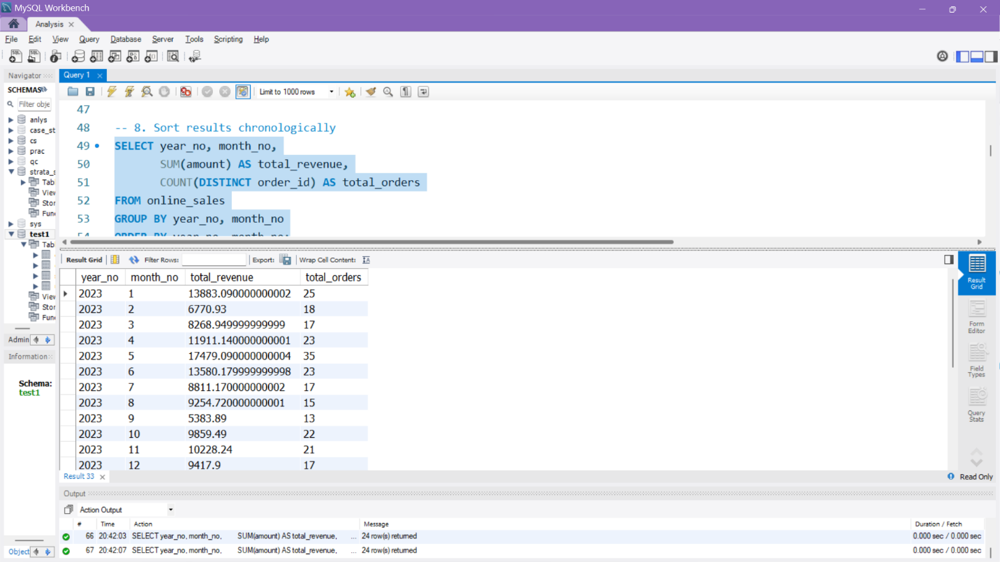 MySQL Workbench
Analysis
File Edit View Query Database Server Tools Scripting Help
Navigator
Query 1
SCHEMAS
Filter obje
Limit to 1000 rows
anlys
case_st
cs
prac
qc
strata_s
Tab
View
Stor
Fun
sys
test1
Tab
View
Stor
Fun
Admin
Information
Schema:
test1
Object
47
48 -- 8. Sort results chronologically
49 SELECT year_no, month_no,
50 SUM(amount) AS total_revenue,
51 COUNT(DISTINCT order_id) AS total_orders
52 FROM online_sales
53 GROUP BY year_no, month_no
54 ORDER BY year_no, month_no;
Result Grid Filter Rows: Export: Wrap Cell Content:
year_no month_no total_revenue total_orders
2023 1 13883.090000000002 25
2023 2 6770.93 18
2023 3 8268.949999999999 17
2023 4 11911.140000000001 23
2023 5 17479.090000000004 35
2023 6 13580.179999999998 23
2023 7 8811.170000000002 17
2023 8 9254.720000000001 15
2023 9 5383.89 13
2023 10 9859.49 22
2023 11 10228.24 21
2023 12 9417.9 17
Result
Grid
Form
Editor
Field
Types
Query
Stats
Result 33
Read Only
Output
Action Output
# Time Action Message Duration / Fetch
66 20:42:03 SELECT year_no, month_no, SUM(amount) AS total_revenue, ... 24 row(s) returned 0.000 sec / 0.000 sec
67 20:42:07 SELECT year_no, month_no, SUM(amount) AS total_revenue, ... 24 row(s) returned 0.000 sec / 0.000 sec